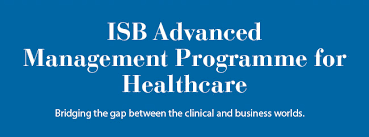 ISB Advanced
Management Programme for
Healthcare
Bridging the gap between the clinical and business worlds.